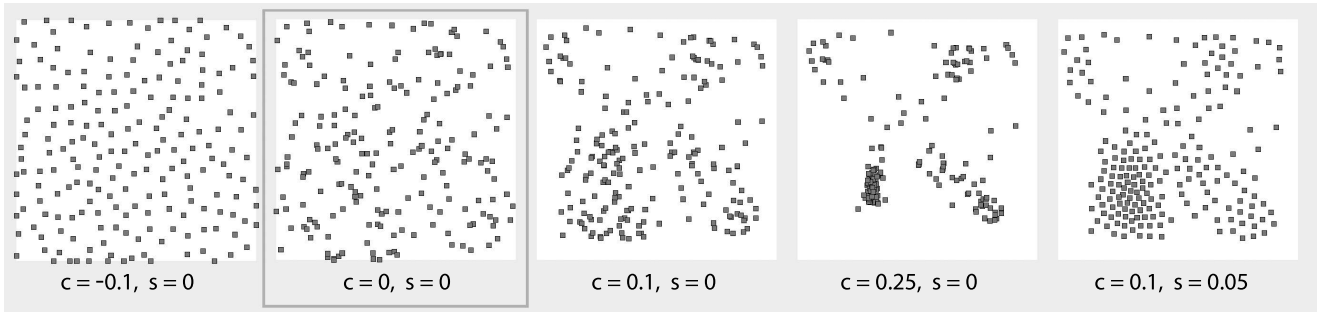 c = -0.1, s = 0
c = 0, s = 0
c = 0.1, s = 0
c = 0.25, s = 0
c = 0.1, s = 0.05